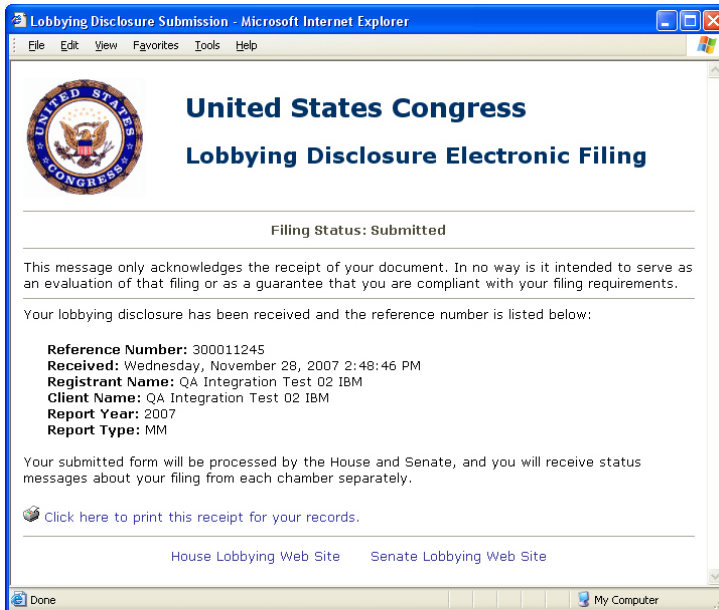 Lobbying Disclosure Submission - Microsoft Internet Explorer
File Edit View Favorites Tools Help
UNITED STATES CONGRESS
United States Congress
Lobbying Disclosure Electronic Filing
Filing Status: Submitted
This message only acknowledges the receipt of your document. In no way is it intended to serve as
an evaluation of that filing or as a guarantee that you are compliant with your filing requirements.
Your lobbying disclosure has been received and the reference number is listed below:
Reference Number: 300011245
Received: Wednesday, November 28, 2007 2:48:46 PM
Registrant Name: QA Integration Test 02 IBM
Client Name: QA Integration Test 02 IBM
Report Year: 2007
Report Type: MM
Your submitted form will be processed by the House and Senate, and you will receive status
messages about your filing from each chamber separately.
Click here to print this receipt for your records.
House Lobbying Web Site Senate Lobbying Web Site
Done My Computer